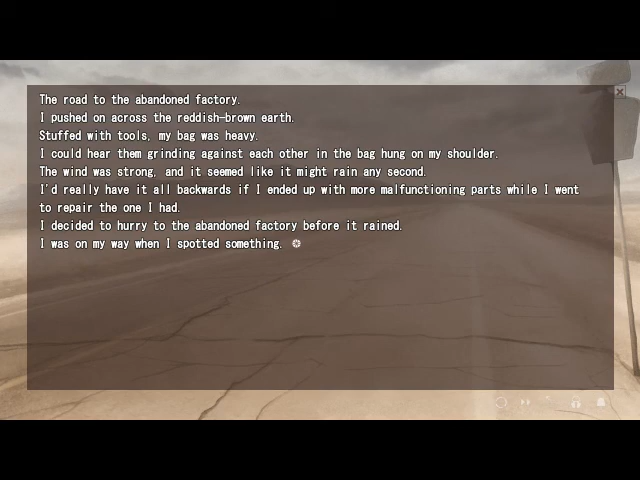 The road to the abandoned factory.
I pushed on across the reddish-brown earth.
Stuffed with tools, my bag was heavy.
I could hear them grinding against each other in the bag hung on my shoulder.
The wind was strong, and it seemed like it might rain any second.
I'd really have it all backwards if I ended up with more malfunctioning parts while I went
to repair the one I had.
I decided to hurry to the abandoned factory before it rained.
I was on my way when I spotted something.